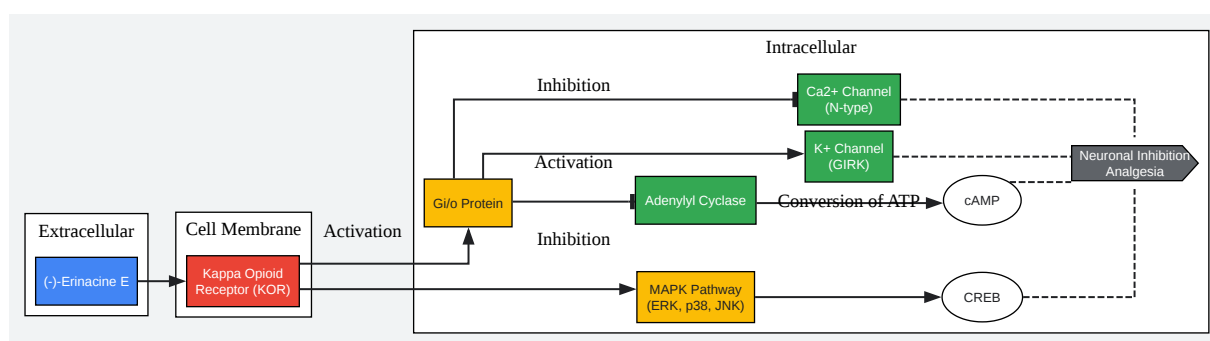 Intracellular
Inhibition
Ca2+ Channel
(N-type)
Activation
K+ Channel
(GIRK)
Neuronal Inhibition
Analgesia
Gi/o Protein
Adenylyl Cyclase
Conversion of ATP
cAMP
Extracellular
Cell Membrane
Activation
Inhibition
(-)-Erinacine E
Kappa Opioid
Receptor (KOR)
MAPK Pathway
(ERK, p38, JNK)
CREB